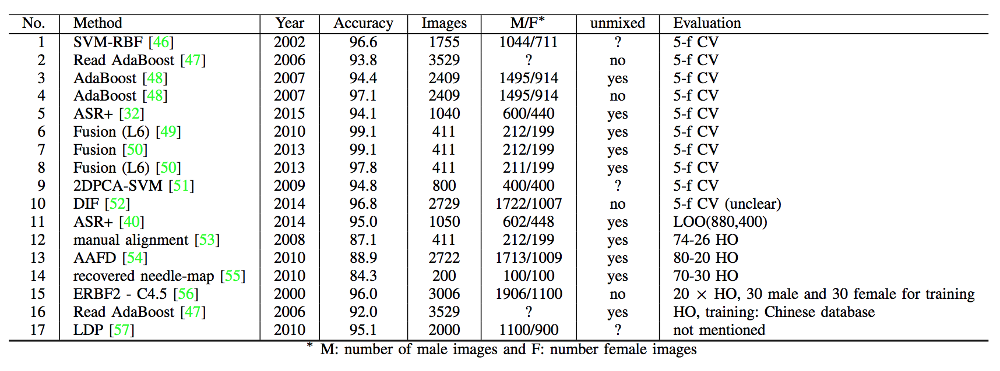 No. Method Year Accuracy Images M/F* unmixed Evaluation
1 SVM-RBF [46] 2002 96.6 1755 1044/711 ? 5-f CV
2 Read AdaBoost [47] 2006 93.8 3529 ? no 5-f CV
3 AdaBoost [48] 2007 94.4 2409 1495/914 yes 5-f CV
4 AdaBoost [48] 2007 97.1 2409 1495/914 no 5-f CV
5 ASR+ [32] 2015 94.1 1040 600/440 yes 5-f CV
6 Fusion (L6) [49] 2010 99.1 411 212/199 yes 5-f CV
7 Fusion [50] 2013 99.1 411 212/199 yes 5-f CV
8 Fusion (L6) [50] 2013 97.8 411 211/199 yes 5-f CV
9 2DPCA-SVM [51] 2009 94.8 800 400/400 ? 5-f CV
10 DIF [52] 2014 96.8 2729 1722/1007 no 5-f CV (unclear)
11 ASR+ [40] 2014 95.0 1050 602/448 yes LOO(880,400)
12 manual alignment [53] 2008 87.1 411 212/199 yes 74-26 HO
13 AAFD [54] 2010 88.9 2722 1713/1009 yes 80-20 HO
14 recovered needle-map [55] 2010 84.3 200 100/100 yes 70-30 HO
15 ERBF2 - C4.5 [56] 2000 96.0 3006 1906/1100 no 20 × HO, 30 male and 30 female for training
16 Read AdaBoost [47] 2006 92.0 3529 ? yes HO, training: Chinese database
17 LDP [57] 2010 95.1 2000 1100/900 ? not mentioned
* M: number of male images and F: number female images